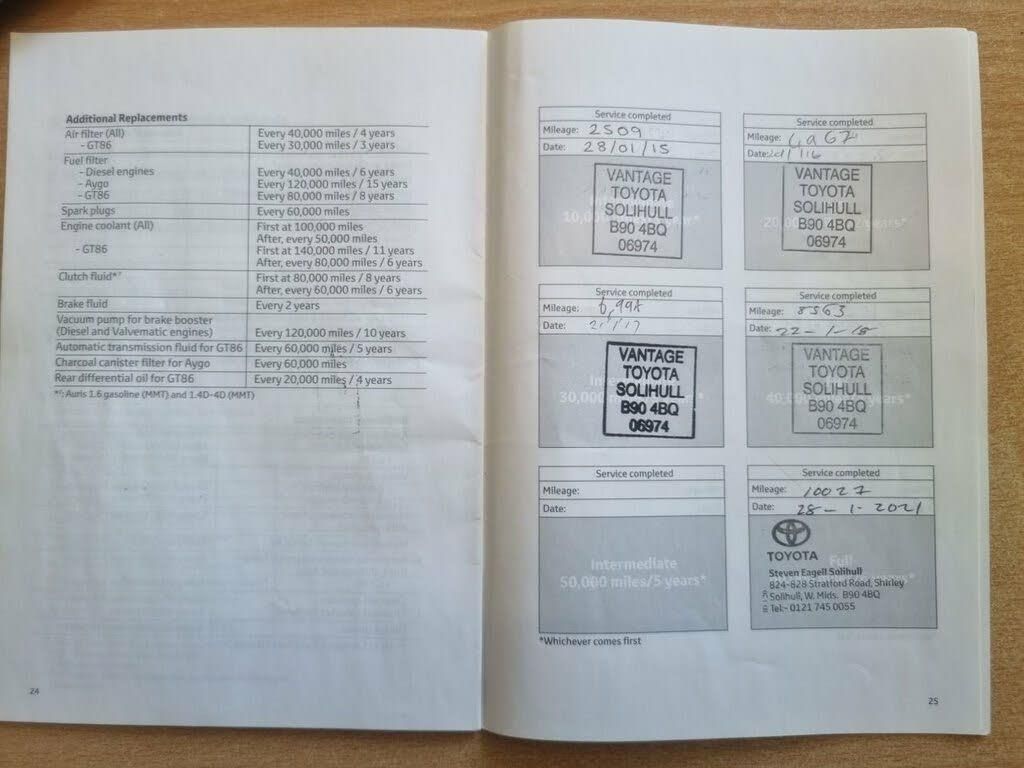 Additional Replacements
Air filter (All) Every 40,000 miles / 4 years
- GT86 Every 30,000 miles / 3 years
Fuel filter
- Diesel engines Every 40,000 miles / 6 years
- Aygo Every 120,000 miles / 15 years
- GT86 Every 80,000 miles / 8 years
Spark plugs Every 60,000 miles
Engine coolant (All) First at 100,000 miles
After, every 50,000 miles
- GT86 First at 140,000 miles / 11 years
After, every 80,000 miles / 6 years
Clutch fluid*⁷ First at 80,000 miles / 8 years
After, every 60,000 miles / 6 years
Brake fluid Every 2 years
Vacuum pump for brake booster
(Diesel and Valvematic engines) Every 120,000 miles / 10 years
Automatic transmission fluid for GT86 Every 60,000 miles / 5 years
Charcoal canister filter for Aygo Every 60,000 miles
Rear differential oil for GT86 Every 20,000 miles / 4 years
*⁷: Auris 1.6 gasoline (MMT) and 1.4D-4D (MMT)
24
Service completed
Mileage: 2509
Date: 28/01/15
VANTAGE
TOYOTA
SOLIHULL
B90 4BQ
06974
Service completed
Mileage:
Date:
VANTAGE
TOYOTA
SOLIHULL
B90 4BQ
06974
Service completed
Mileage:
Date:
Intermediate
30,000
VANTAGE
TOYOTA
SOLIHULL
B90 4BQ
06974
Service completed
Mileage: 8563
Date: 22-1-18
VANTAGE
TOYOTA
SOLIHULL
B90 4BQ
06974
Service completed
Mileage:
Date:
Intermediate
50,000 miles/5 years*
Service completed
Mileage: 10027
Date: 28-1-2021
TOYOTA
Full
Steven Eagell Solihull
824-828 Stratford Road, Shirley
Solihull, W. Mids. B90 4BQ
Tel:- 0121 745 0055
*Whichever comes first
25